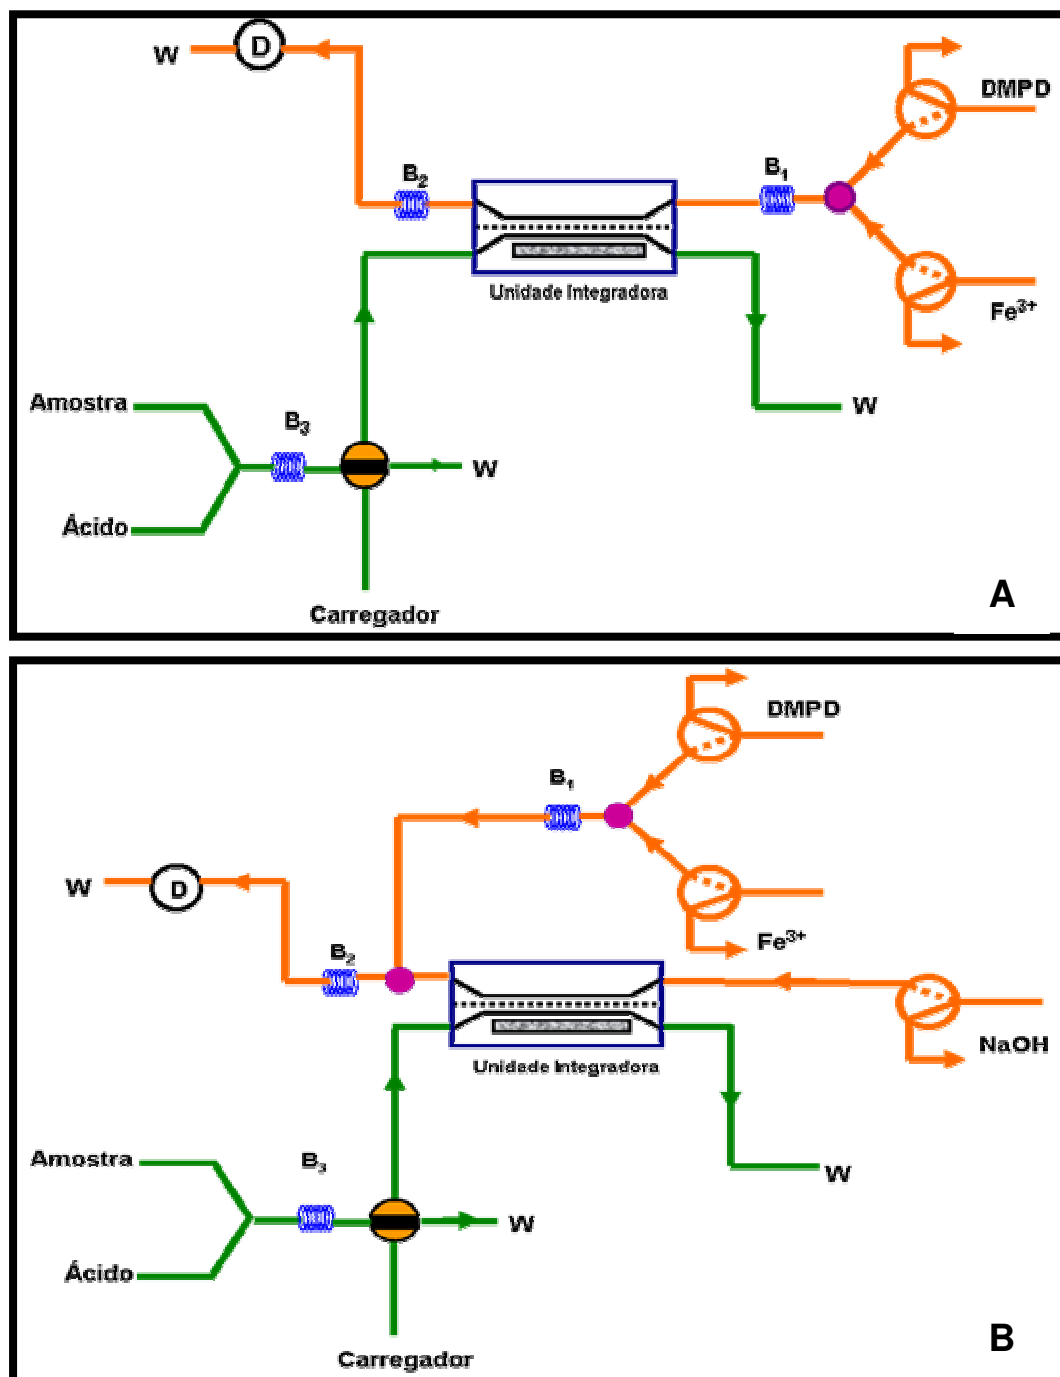 W
D
DMPD
B₂
B₁
Unidade Integradora
Fe³⁺
Amostra
B₃
W
W
Ácido
A
Carregador
DMPD
B₁
W
D
Fe³⁺
B₂
NaOH
Unidade Integradora
Amostra
B₃
W
W
Ácido
B
Carregador